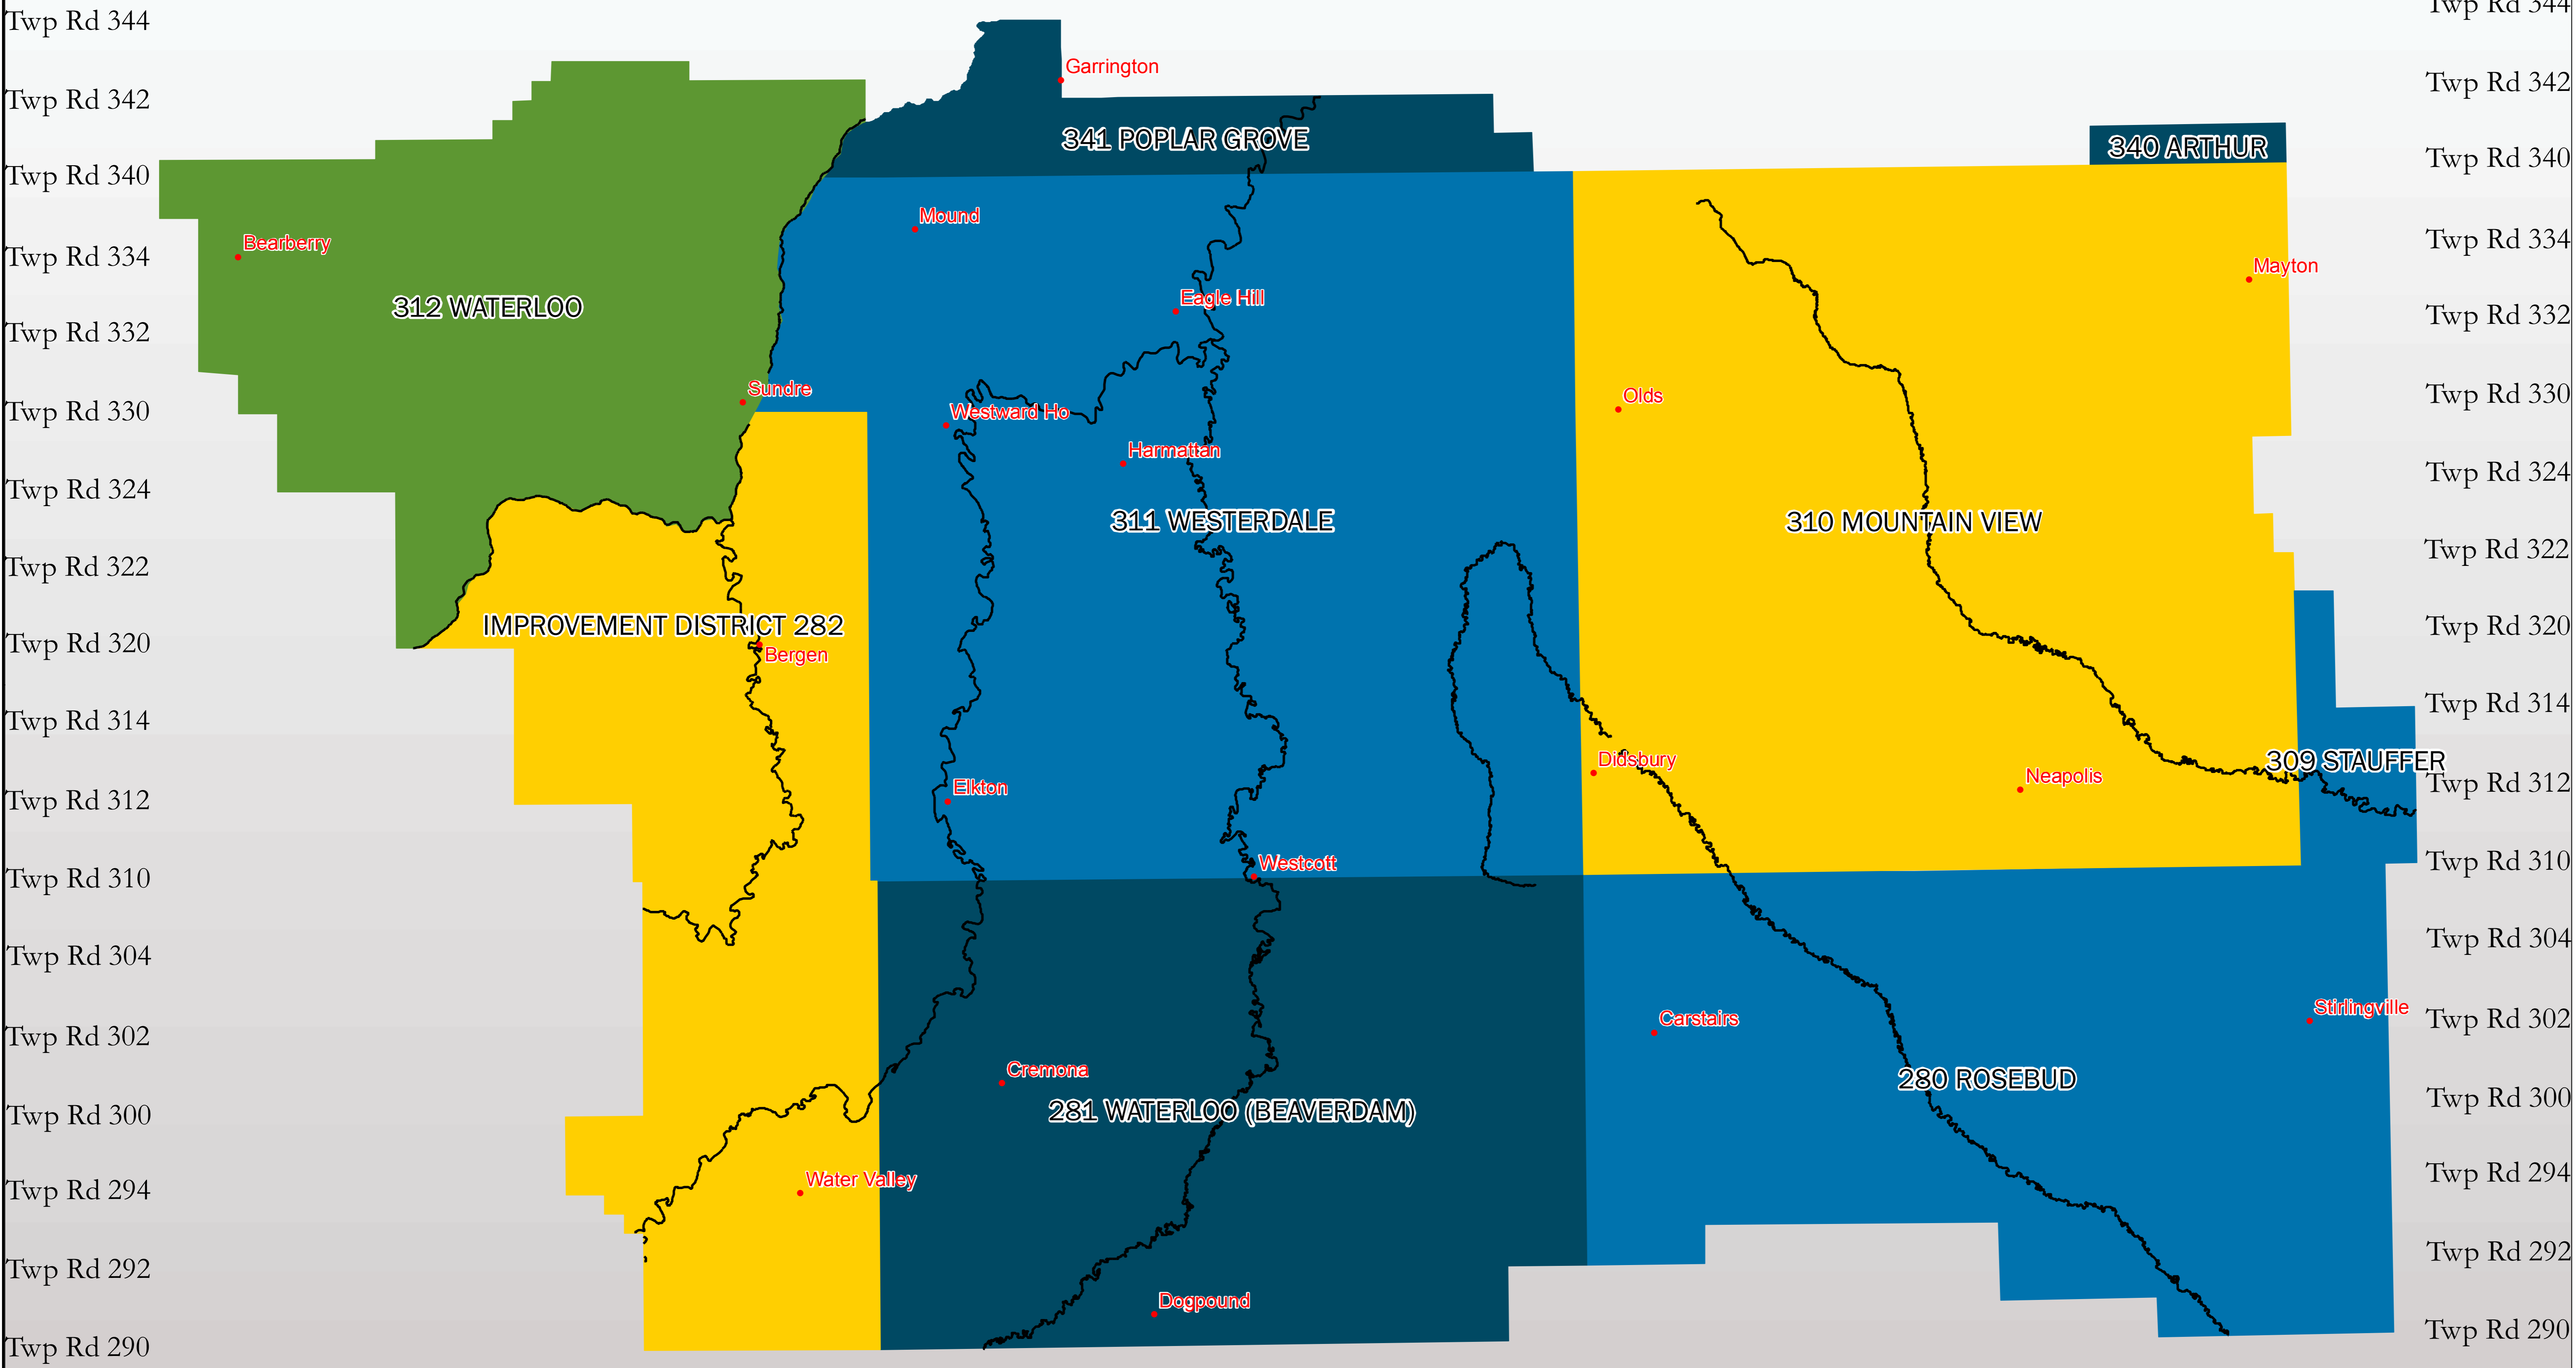 Twp Rd 344
Twp Rd 344
Garrington
Twp Rd 342
Twp Rd 342
341 POPLAR GROVE
340 ARTHUR
Twp Rd 340
Twp Rd 340
Mound
Bearberry
Twp Rd 334
Twp Rd 334
Mayton
Eagle Hill
312 WATERLOO
Twp Rd 332
Twp Rd 332
Sundre
Olds
Twp Rd 330
Twp Rd 330
Westward Ho
Harmattan
Twp Rd 324
Twp Rd 324
311 WESTERDALE
310 MOUNTAIN VIEW
Twp Rd 322
Twp Rd 322
IMPROVEMENT DISTRICT 282
Twp Rd 320
Twp Rd 320
Bergen
Twp Rd 314
Twp Rd 314
Didsbury
309 STAUFFER
Neapolis
Elkton
Twp Rd 312
Twp Rd 312
Westcott
Twp Rd 310
Twp Rd 310
Twp Rd 304
Twp Rd 304
Stirlingville
Carstairs
Twp Rd 302
Twp Rd 302
Cremona
280 ROSEBUD
281 WATERLOO (BEAVERDAM)
Twp Rd 300
Twp Rd 300
Water Valley
Twp Rd 294
Twp Rd 294
Twp Rd 292
Twp Rd 292
Dogpound
Twp Rd 290
Twp Rd 290